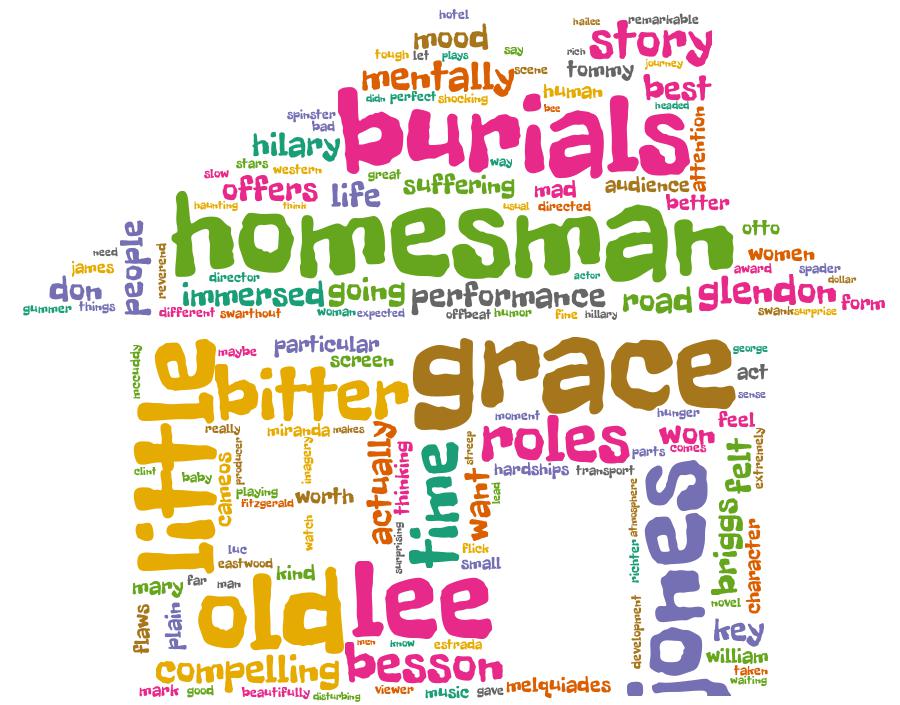 hotel
hailee remarkable
mood story
tough let plays say rich
mentally scene tommy journey
human best
didn perfect shocking headed
spinster burials bee attention
bad
hilary
stars western way
slow great
offers life suffering mad audience
haunting think usual directed better
homesman
people otto
need reverend women
james director actor award spader
don immersed going performance road glendon dollar
gummer things form
different swarthout woman expected offbeat humor fine hillary swank surprise
mccuddy little maybe particular grace george
screen
bitter act
sense
really miranda makes moment hunger feel
roles won
producer imagery actually thinking time streep parts comes
clint cameos hardships transport felt extremely
baby want lead
playing worth
fitzgerald
watch surprising atmosphere jones briggs character
luc flick richter
eastwood small
mary far man kind
old lee
flaws plain development novel
key
men know estrada
compelling besson william
taken
mark good beautifully disturbing viewer music gave melquiades waiting